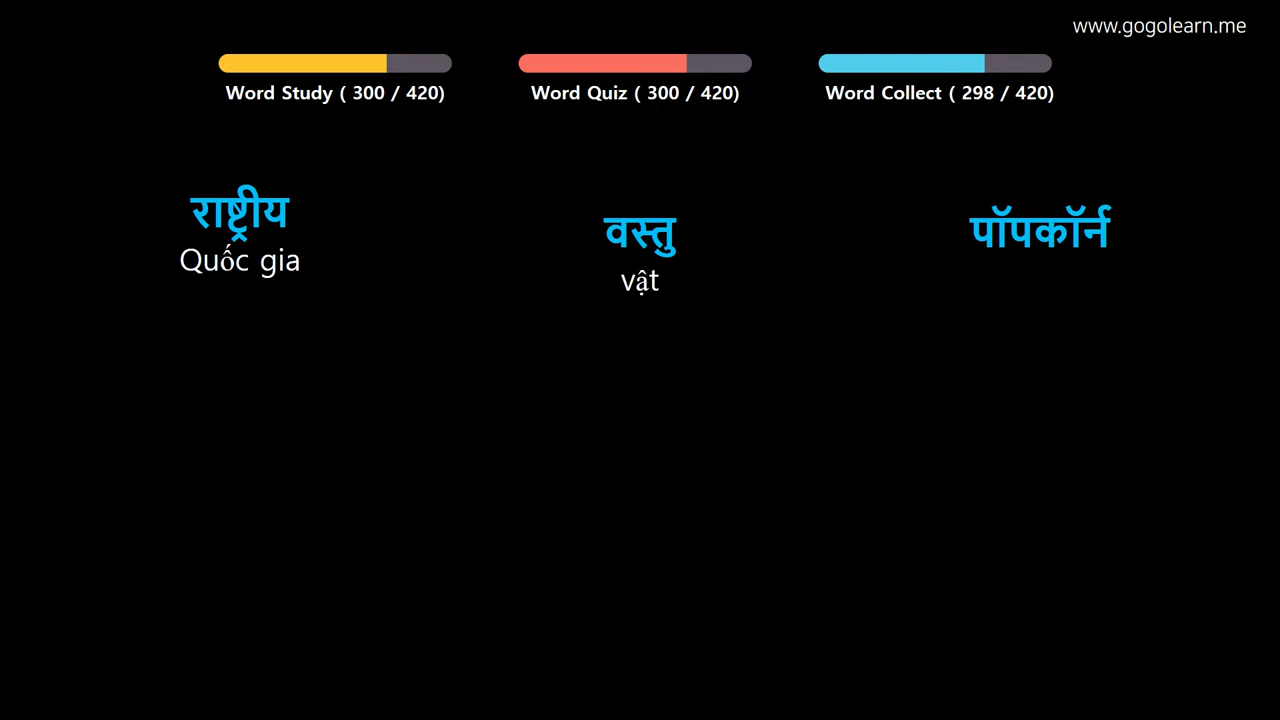 www.gogolearn.me
Word Study ( 300 / 420)
Word Quiz ( 300 / 420)
Word Collect ( 298 / 420)
राष्ट्रीय
Quốc gia
वस्तु
vật
पॉपकॉर्न